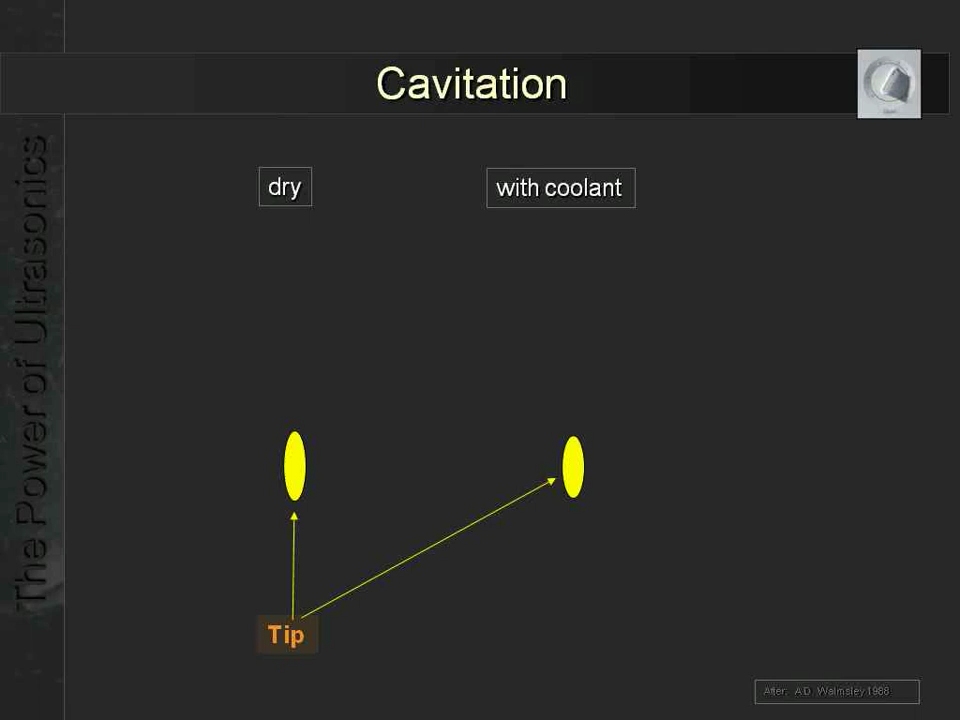 Cavitation
dry
with coolant
The Power of Ultrasonics
Tip
After: A.D. Walmsley 1988